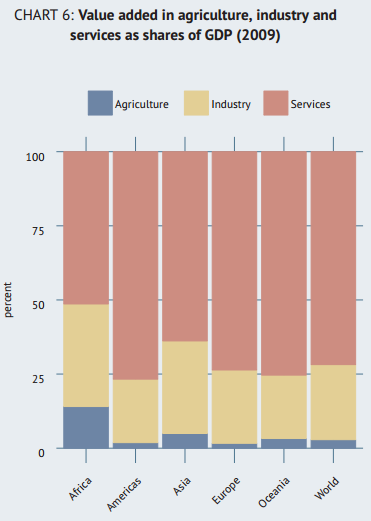 CHART 6: Value added in agriculture, industry and
services as shares of GDP (2009)
Agriculture Industry Services
100
75
50
25
0
percent
Africa Americas Asia Europe Oceania World